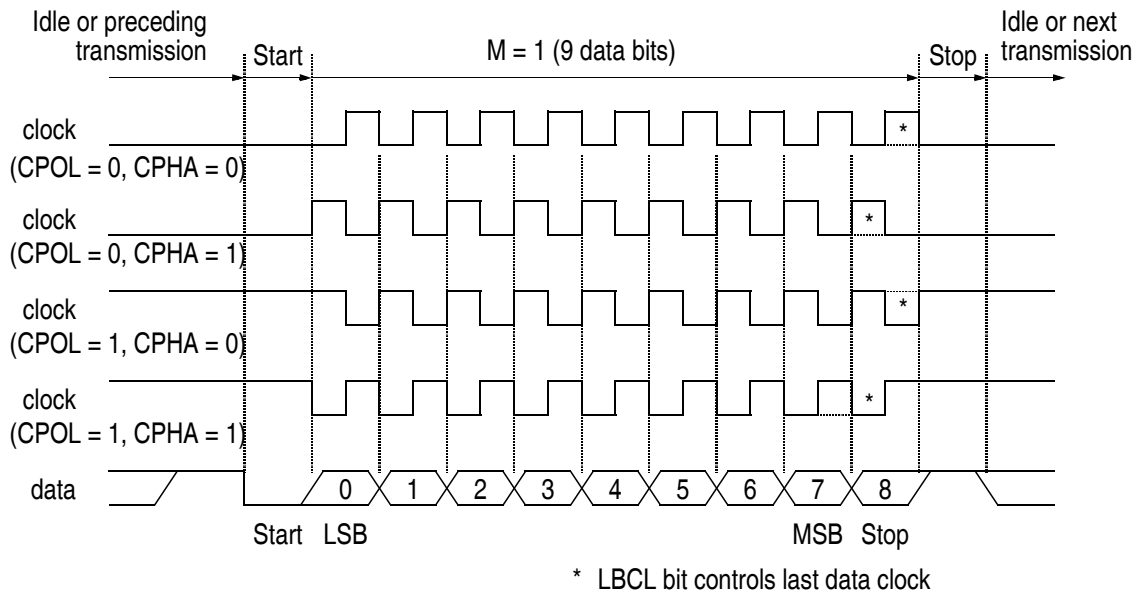 Idle or preceding
transmission
Start
M = 1 (9 data bits)
Stop
Idle or next
transmission
clock
(CPOL = 0, CPHA = 0)
*
clock
(CPOL = 0, CPHA = 1)
*
clock
(CPOL = 1, CPHA = 0)
*
clock
(CPOL = 1, CPHA = 1)
*
data
0 1 2 3 4 5 6 7 8
Start LSB MSB Stop
* LBCL bit controls last data clock